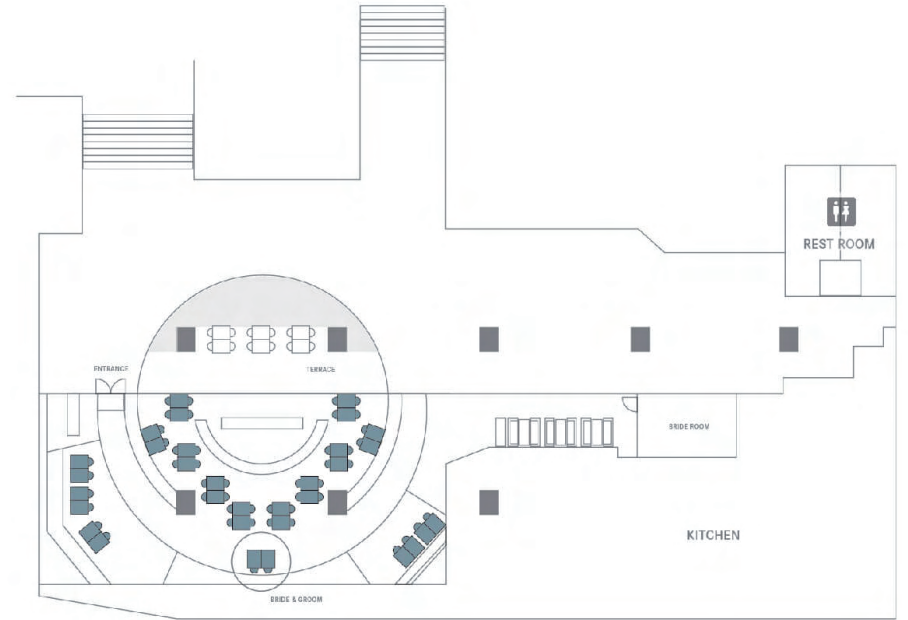 REST ROOM
ENTRANCE
TERRACE
BRIDE ROOM
KITCHEN
BRIDE & GROOM